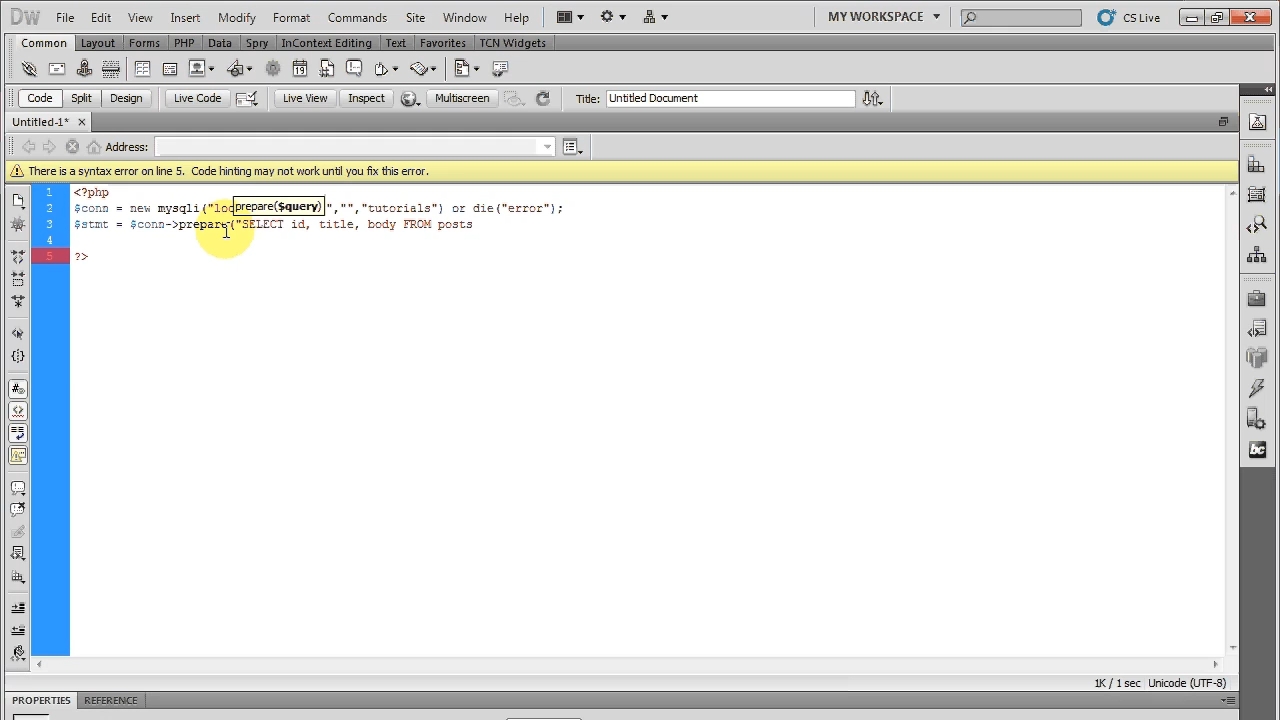 Dw File Edit View Insert Modify Format Commands Site Window Help MY WORKSPACE CS Live
Common Layout Forms PHP Data Spry InContext Editing Text Favorites TCN Widgets
Code Split Design Live Code Live View Inspect Multiscreen Title: Untitled Document
Untitled-1*
Address:
There is a syntax error on line 5. Code hinting may not work until you fix this error.
1 <?php
prepare($query)
2 $conn = new mysqli("loc ","","tutorials") or die("error");
3 $stmt = $conn->prepare("SELECT id, title, body FROM posts
4
5 ?>
bc
1K / 1 sec Unicode (UTF-8)
PROPERTIES REFERENCE